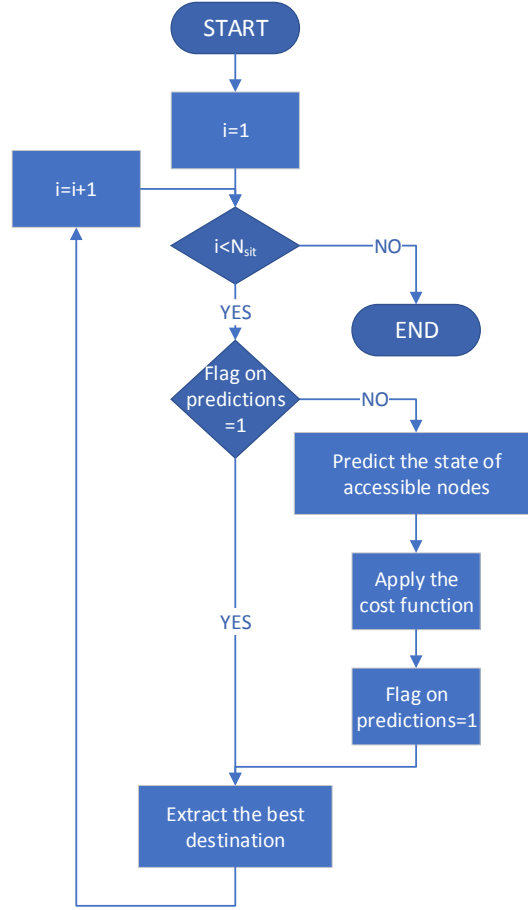 START
i=1
i=i+1
i<Nsit
NO
END
YES
Flag on
predictions
=1
NO
Predict the state of
accessible nodes
Apply the
cost function
YES
Flag on
predictions=1
Extract the best
destination